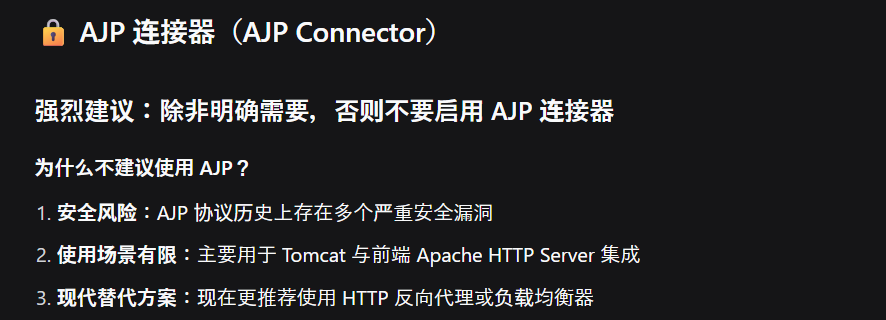 🔒 AJP 连接器（AJP Connector）
强烈建议：除非明确需要，否则不要启用 AJP 连接器
为什么不建议使用 AJP？
1. 安全风险：AJP 协议历史上存在多个严重安全漏洞
2. 使用场景有限：主要用于 Tomcat 与前端 Apache HTTP Server 集成
3. 现代替代方案：现在更推荐使用 HTTP 反向代理或负载均衡器